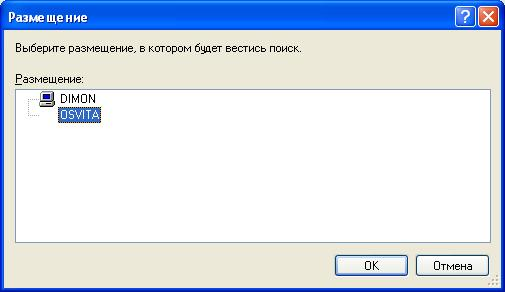 Размещение
Выберите размещение, в котором будет вестись поиск.
Размещение:
DIMON
OSVITA
OK
Отмена